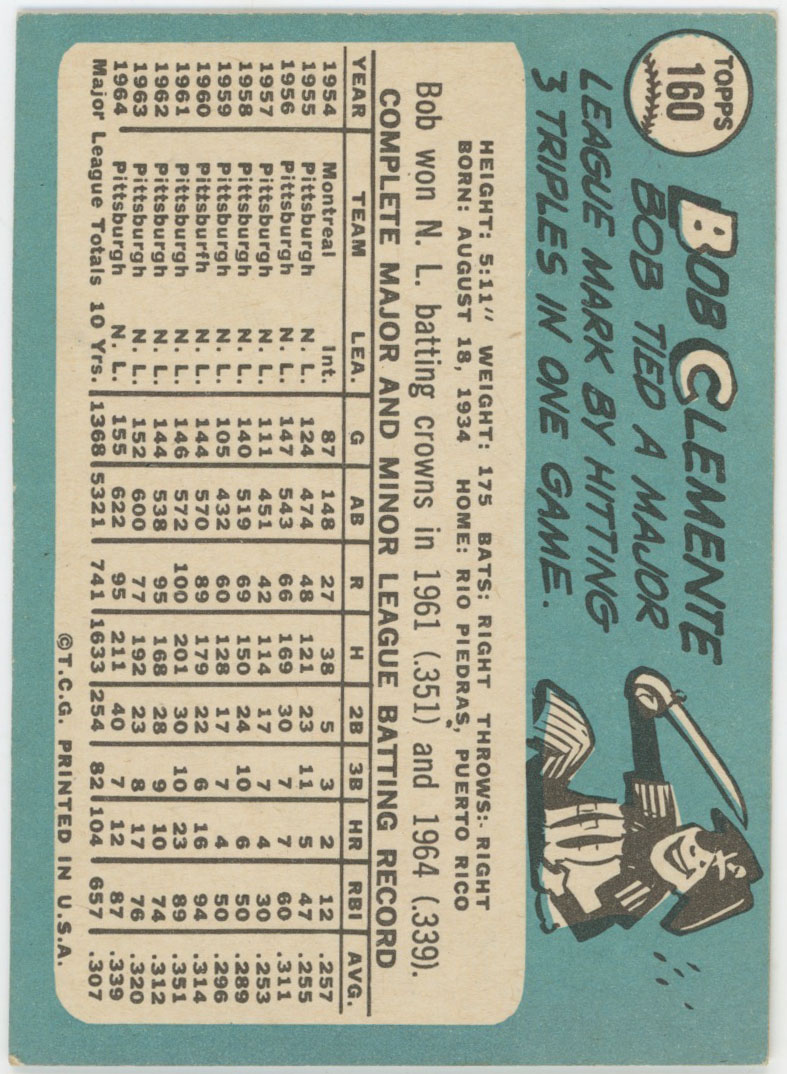 TOPPS
160
BOB CLEMENTE
BOB TIED A MAJOR
LEAGUE MARK BY HITTING
3 TRIPLES IN ONE GAME.
HEIGHT: 5:11" WEIGHT: 175 BATS: RIGHT THROWS: RIGHT
BORN: AUGUST 18, 1934 HOME: RIO PIEDRAS, PUERTO RICO
Bob won N. L. batting crowns in 1961 (.351) and 1964 (.339).
COMPLETE MAJOR AND MINOR LEAGUE BATTING RECORD
YEAR TEAM LEA. G AB R H 2B 3B HR RBI AVG.
1954 Montreal Int. 87 148 27 38 5 3 2 12 .257
1955 Pittsburgh N. L. 124 474 48 121 23 11 5 47 .255
1956 Pittsburgh N. L. 147 543 66 169 30 7 7 60 .311
1957 Pittsburgh N. L. 111 451 42 114 17 7 4 30 .253
1958 Pittsburgh N. L. 140 519 69 150 24 10 6 50 .289
1959 Pittsburgh N. L. 105 432 60 128 17 7 4 50 .296
1960 Pittsburfh N. L. 144 570 89 179 22 6 16 94 .314
1961 Pittsburgh N. L. 146 572 100 201 30 10 23 89 .351
1962 Pittsburgh N. L. 144 538 95 168 28 9 10 74 .312
1963 Pittsburgh N. L. 152 600 77 192 23 8 17 76 .320
1964 Pittsburgh N. L. 155 622 95 211 40 7 12 87 .339
Major League Totals 10 Yrs. 1368 5321 741 1633 254 82 104 657 .307
©T.C.G. PRINTED IN U.S.A.